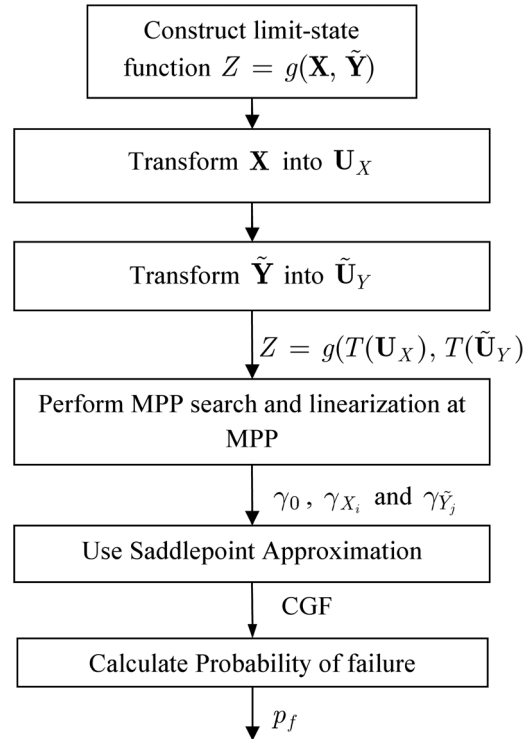 Construct limit-state
function Z = g(𝐗, 𝐘̃)
Transform 𝐗 into 𝐔_X
Transform 𝐘̃ into 𝐔̃_Y
Z = g(T(𝐔_X), T(𝐔̃_Y)
Perform MPP search and linearization at
MPP
γ_0 , γ_{X_i} and γ_{Ỹ_j}
Use Saddlepoint Approximation
CGF
Calculate Probability of failure
p_f